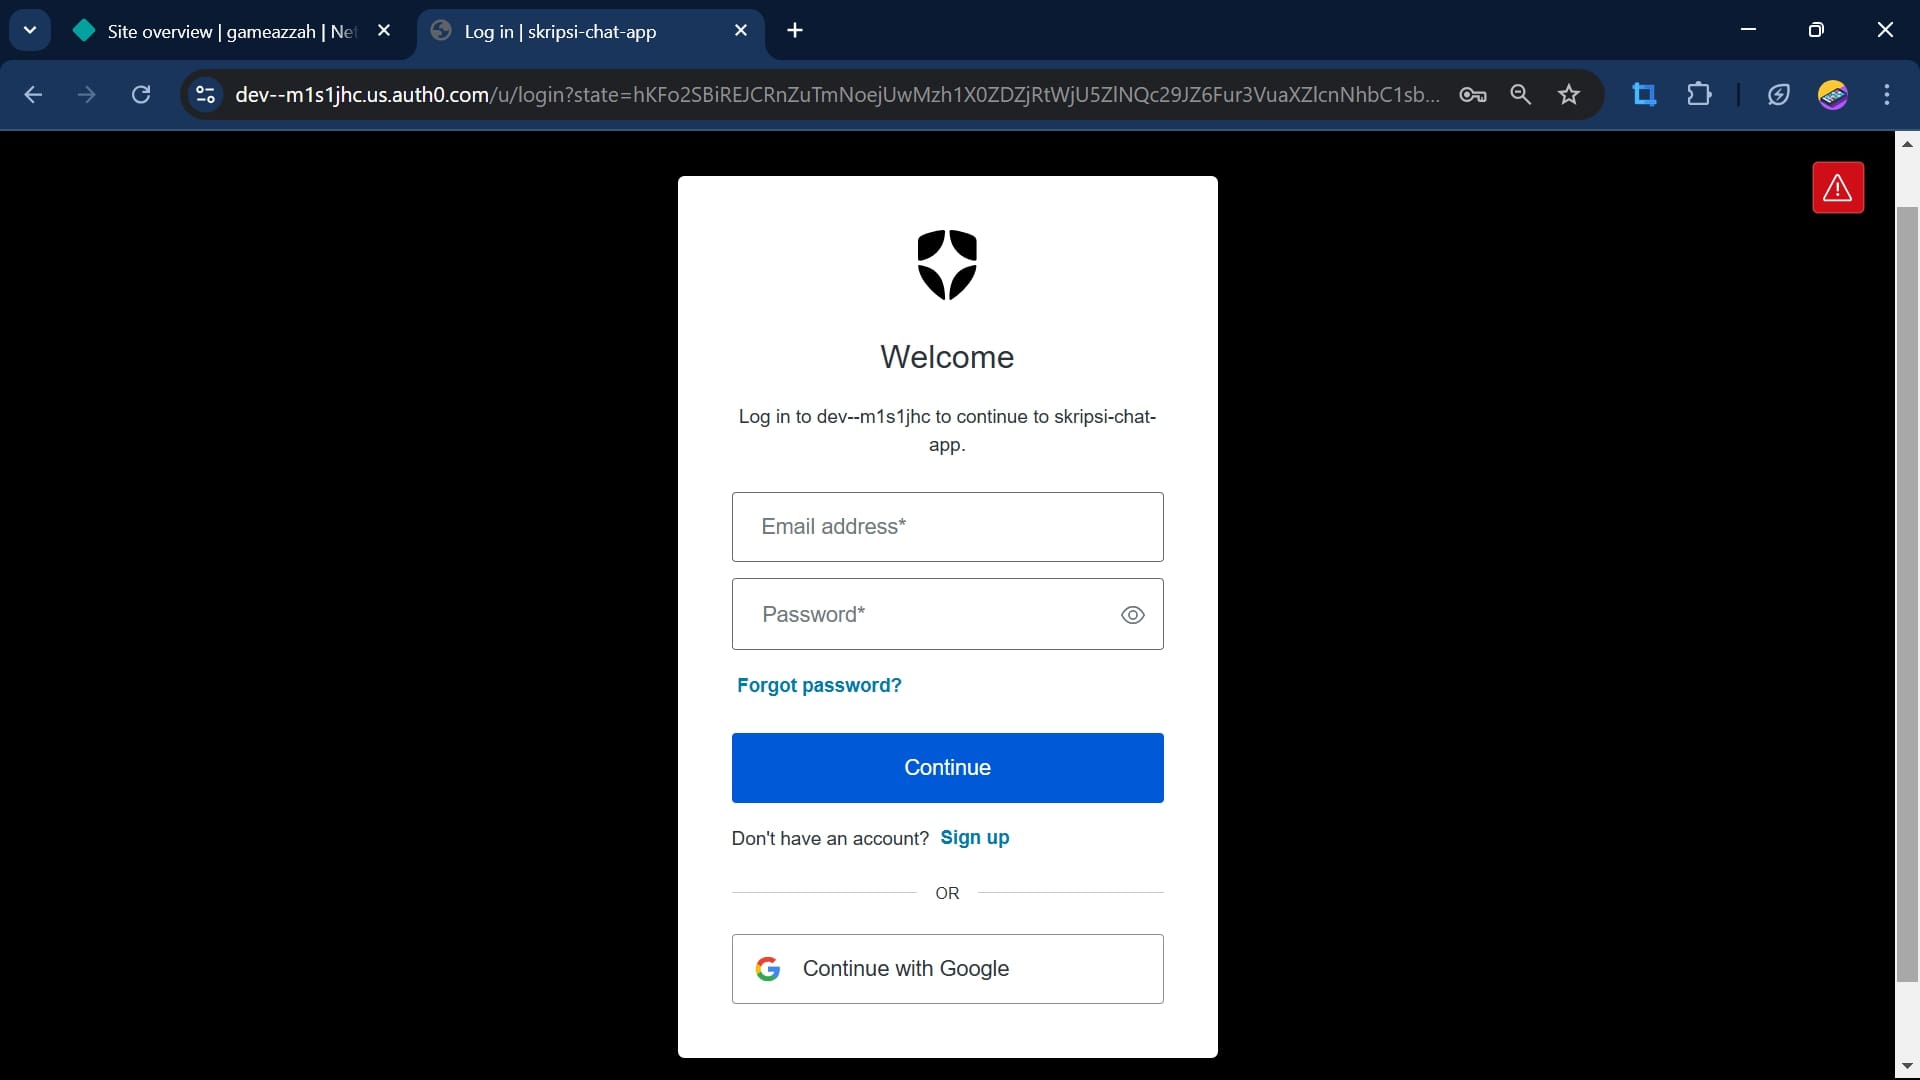 Site overview | gameazzah | Net
Log in | skripsi-chat-app
dev--m1s1jhc.us.auth0.com/u/login?state=hKFo2SBiREJCRnZuTmNoejUwMzh1X0ZDZjRtWjU5ZlNQc29JZ6Fur3VuaXZlcnNhbC1sb...
Welcome
Log in to dev--m1s1jhc to continue to skripsi-chat-
app.
Email address*
Password*
Forgot password?
Continue
Don't have an account? Sign up
OR
Continue with Google